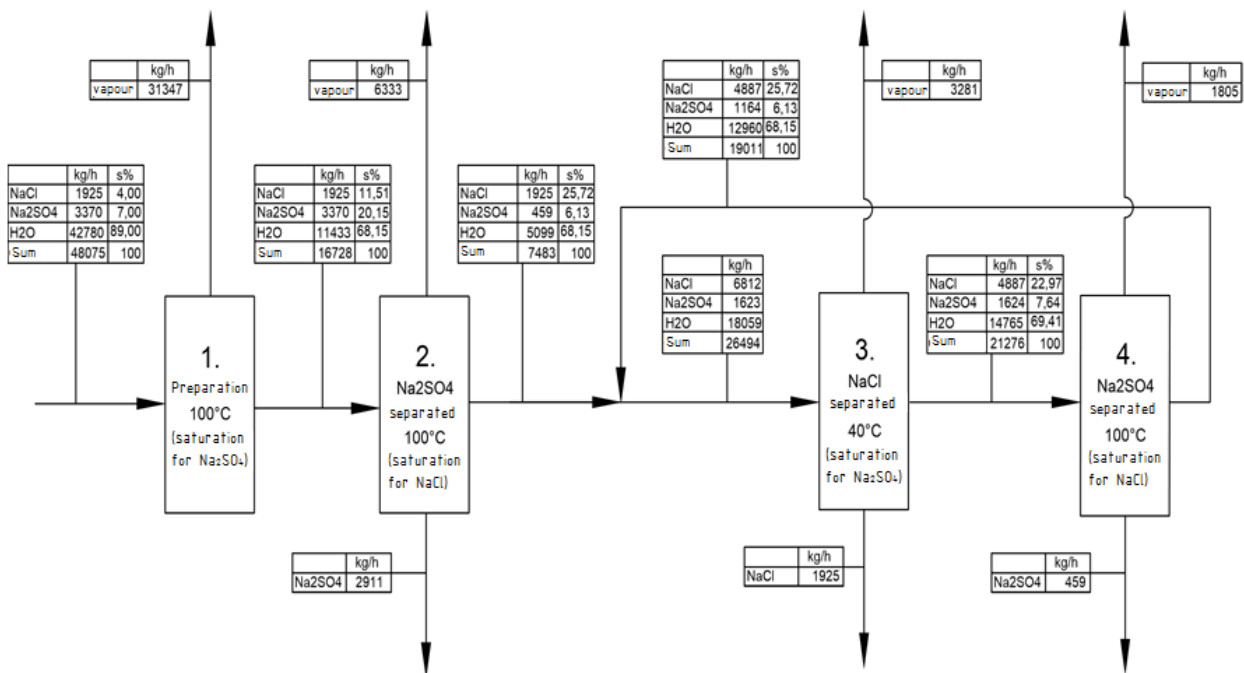 kg/h
vapour 31347
kg/h
vapour 6333
kg/h s%
NaCl 4887 25,72
Na2SO4 1164 6,13
H2O 12960 68,15
Sum 19011 100
kg/h
vapour 3281
kg/h
vapour 1805
kg/h s%
NaCl 1925 4,00
Na2SO4 3370 7,00
H2O 42780 89,00
Sum 48075 100
kg/h s%
NaCl 1925 11,51
Na2SO4 3370 20,15
H2O 11433 68,15
Sum 16728 100
kg/h s%
NaCl 1925 25,72
Na2SO4 459 6,13
H2O 5099 68,15
Sum 7483 100
kg/h
NaCl 6812
Na2SO4 1623
H2O 18059
Sum 26494
kg/h s%
NaCl 4887 22,97
Na2SO4 1624 7,64
H2O 14765 69,41
Sum 21276 100
1.
Preparation
100°C
(saturation
for Na₂SO₄)
2.
Na2SO4
separated
100°C
(saturation
for NaCl)
3.
NaCl
separated
40°C
(saturation
for Na₂SO₄)
4.
Na2SO4
separated
100°C
(saturation
for NaCl)
kg/h
Na2SO4 2911
kg/h
NaCl 1925
kg/h
Na2SO4 459